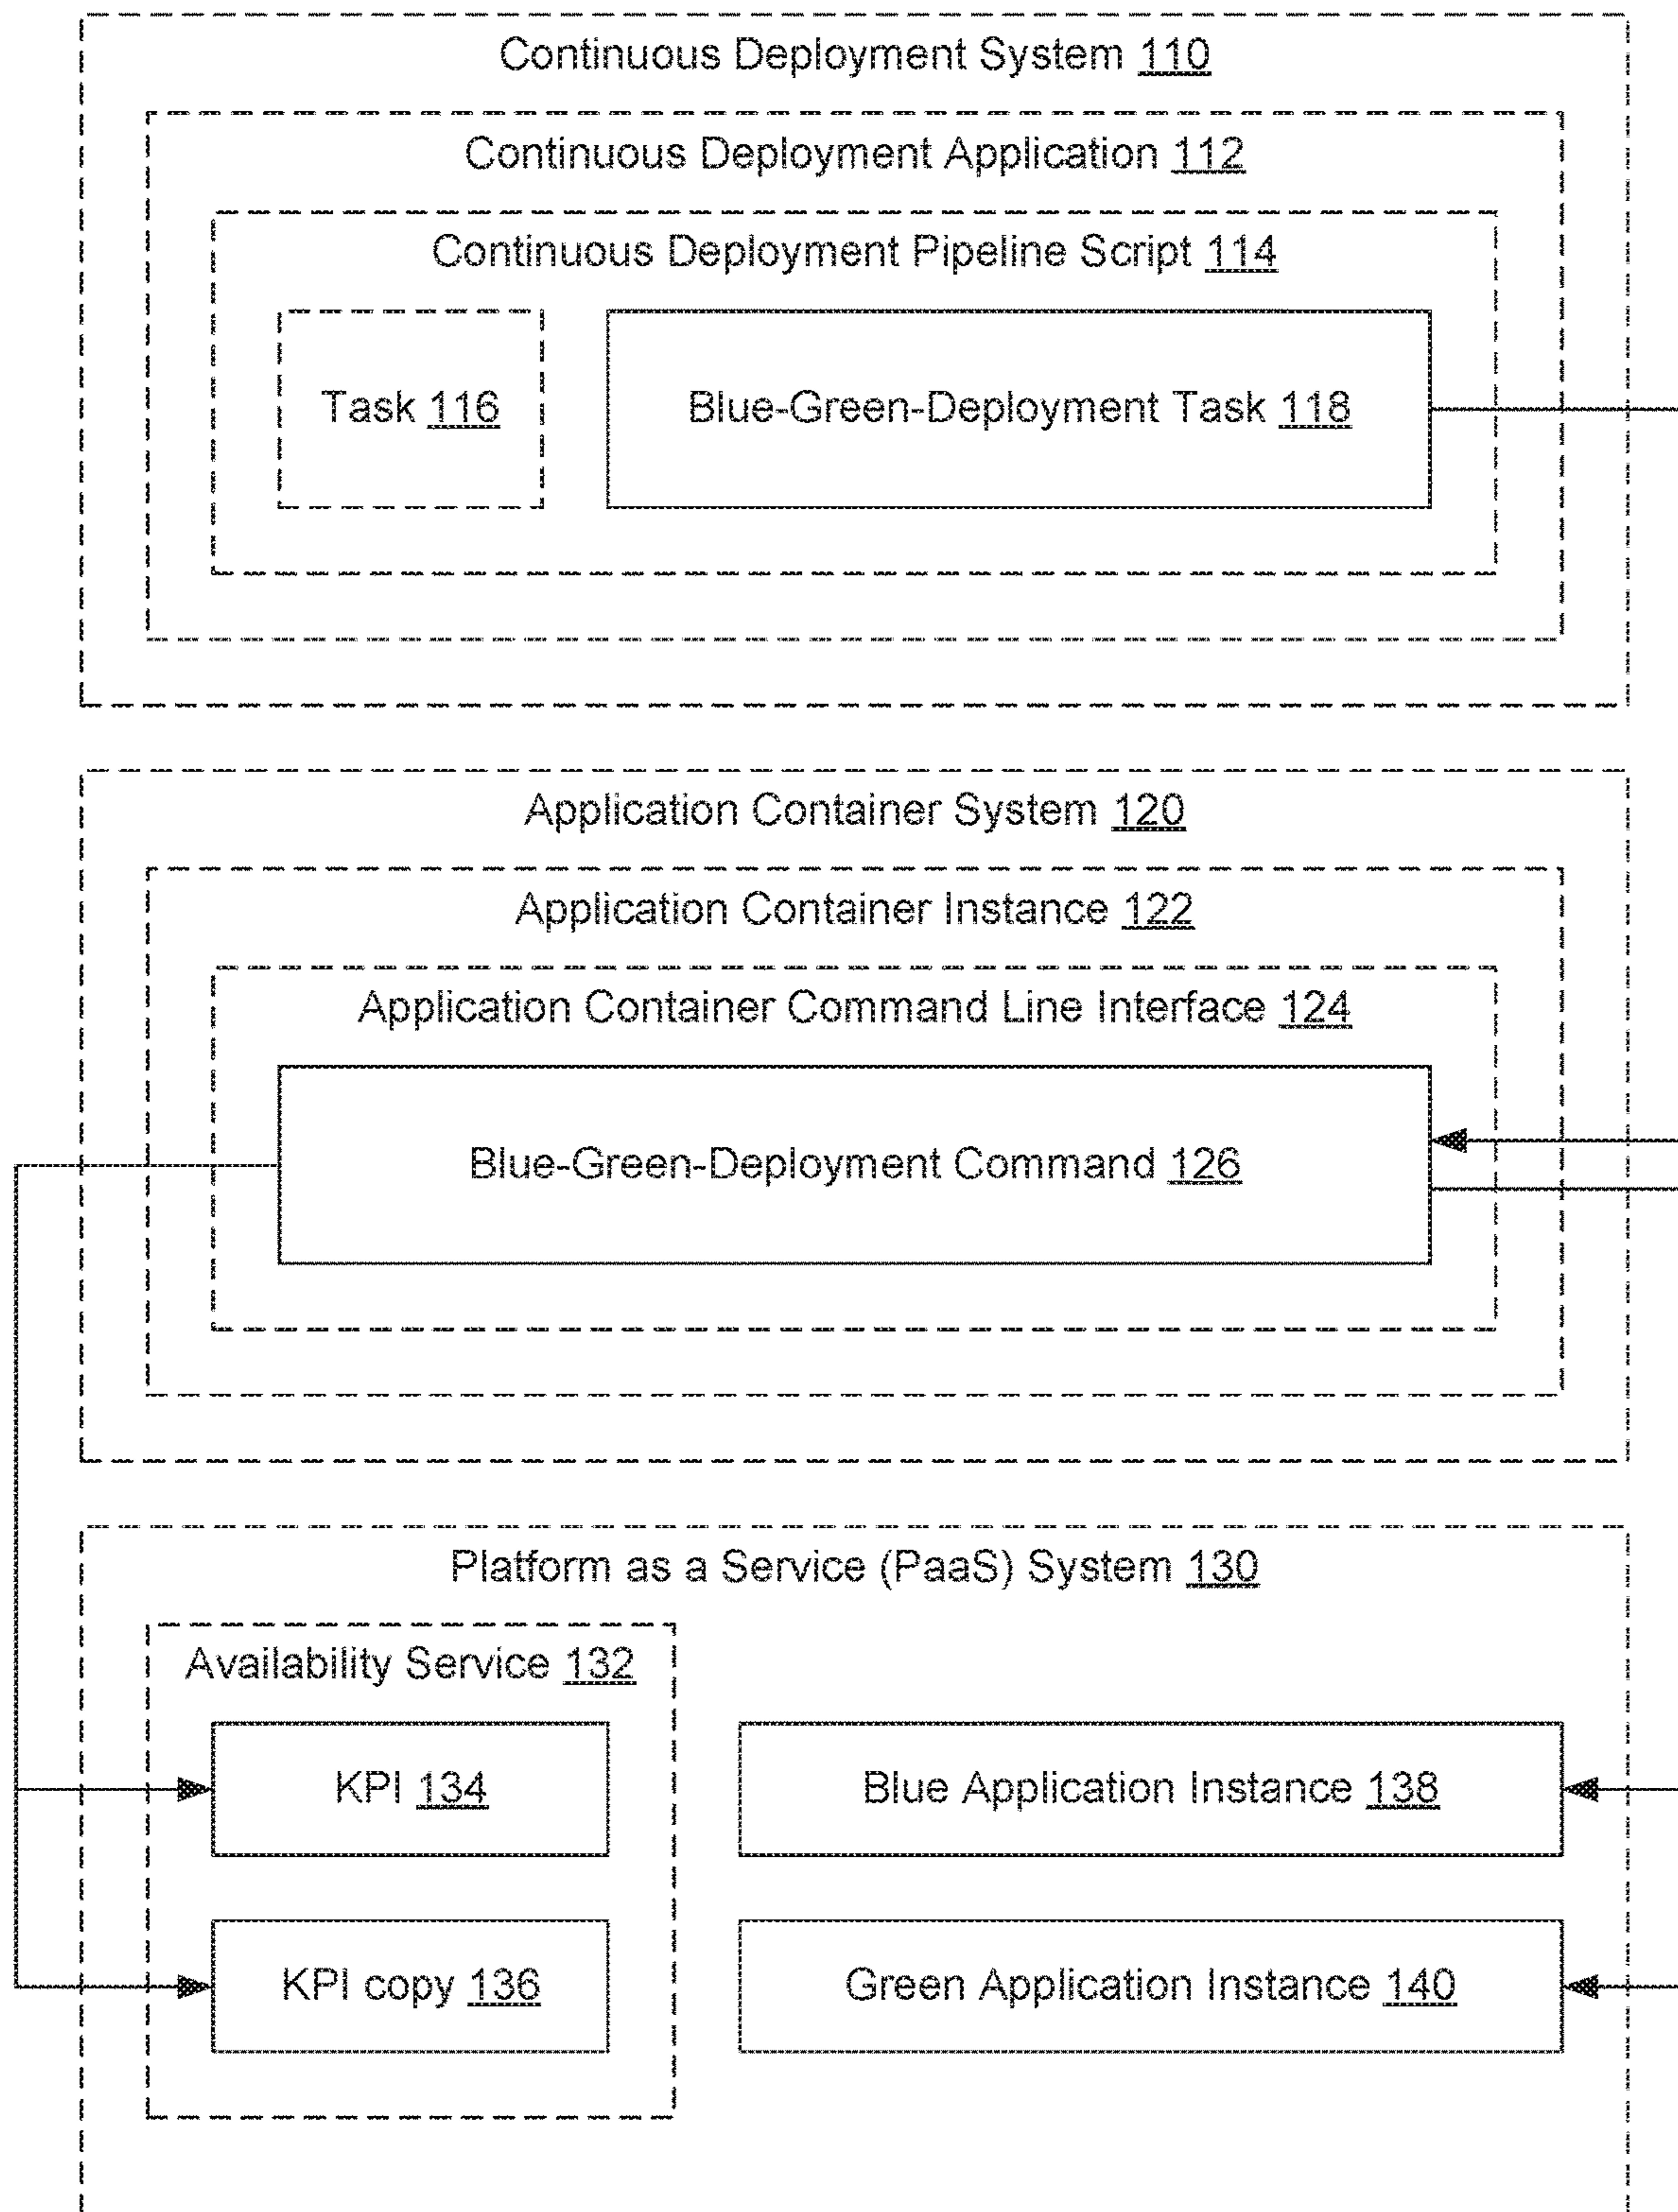 Continuous Deployment System 110
Continuous Deployment Application 112
Continuous Deployment Pipeline Script 114
Task 116
Blue-Green-Deployment Task 118
Application Container System 120
Application Container Instance 122
Application Container Command Line Interface 124
Blue-Green-Deployment Command 126
Platform as a Service (PaaS) System 130
Availability Service 132
KPI 134
Blue Application Instance 138
KPI copy 136
Green Application Instance 140